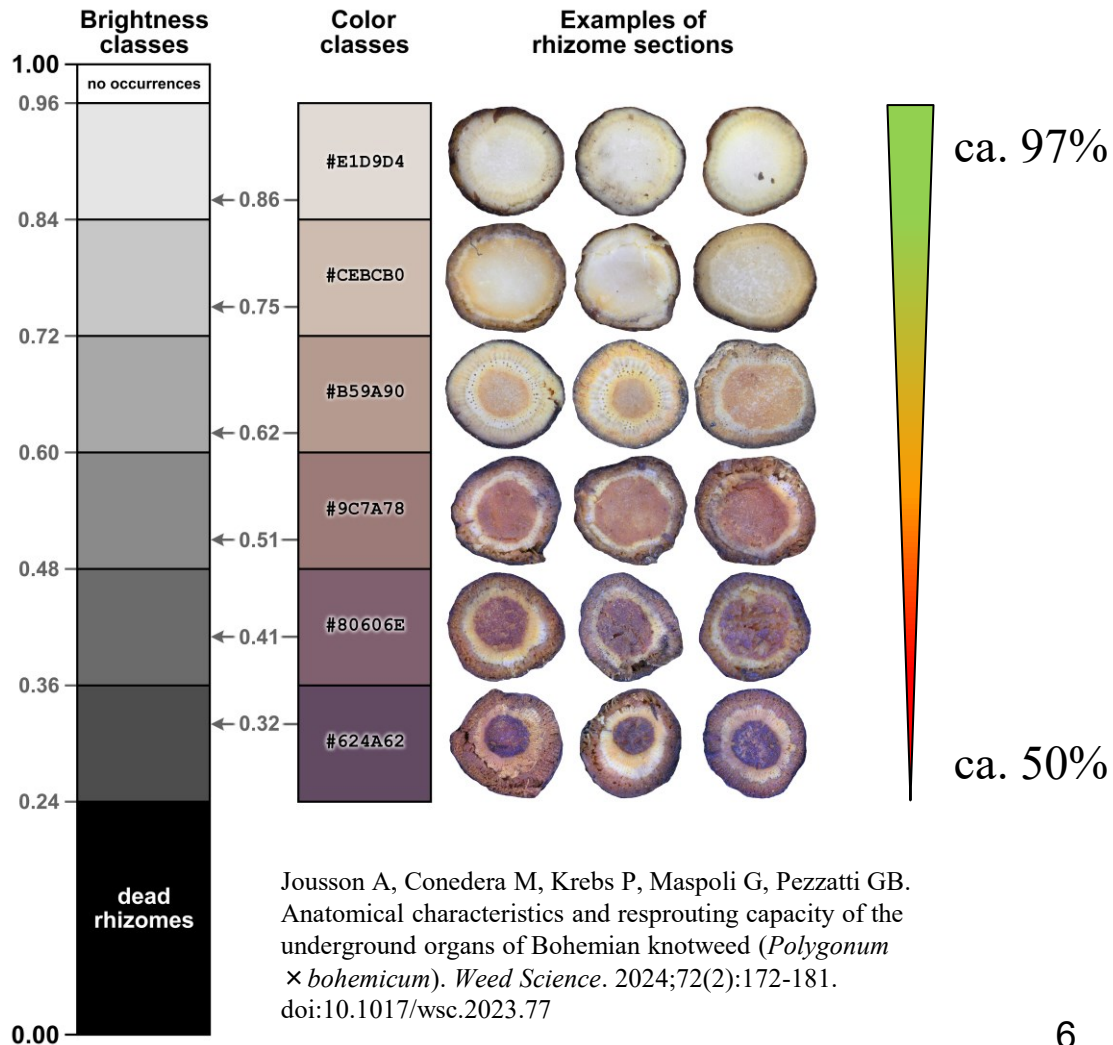 Brightness
classes
Color
classes
Examples of
rhizome sections
1.00
no occurrences
0.96
#E1D9D4
ca. 97%
0.86
0.84
#CEBCB0
0.75
0.72
#B59A90
0.62
0.60
#9C7A78
0.51
0.48
#80606E
0.41
0.36
0.32
#624A62
ca. 50%
0.24
dead
rhizomes
Jousson A, Conedera M, Krebs P, Maspoli G, Pezzatti GB.
Anatomical characteristics and resprouting capacity of the
underground organs of Bohemian knotweed (Polygonum
× bohemicum). Weed Science. 2024;72(2):172-181.
doi:10.1017/wsc.2023.77
0.00
6